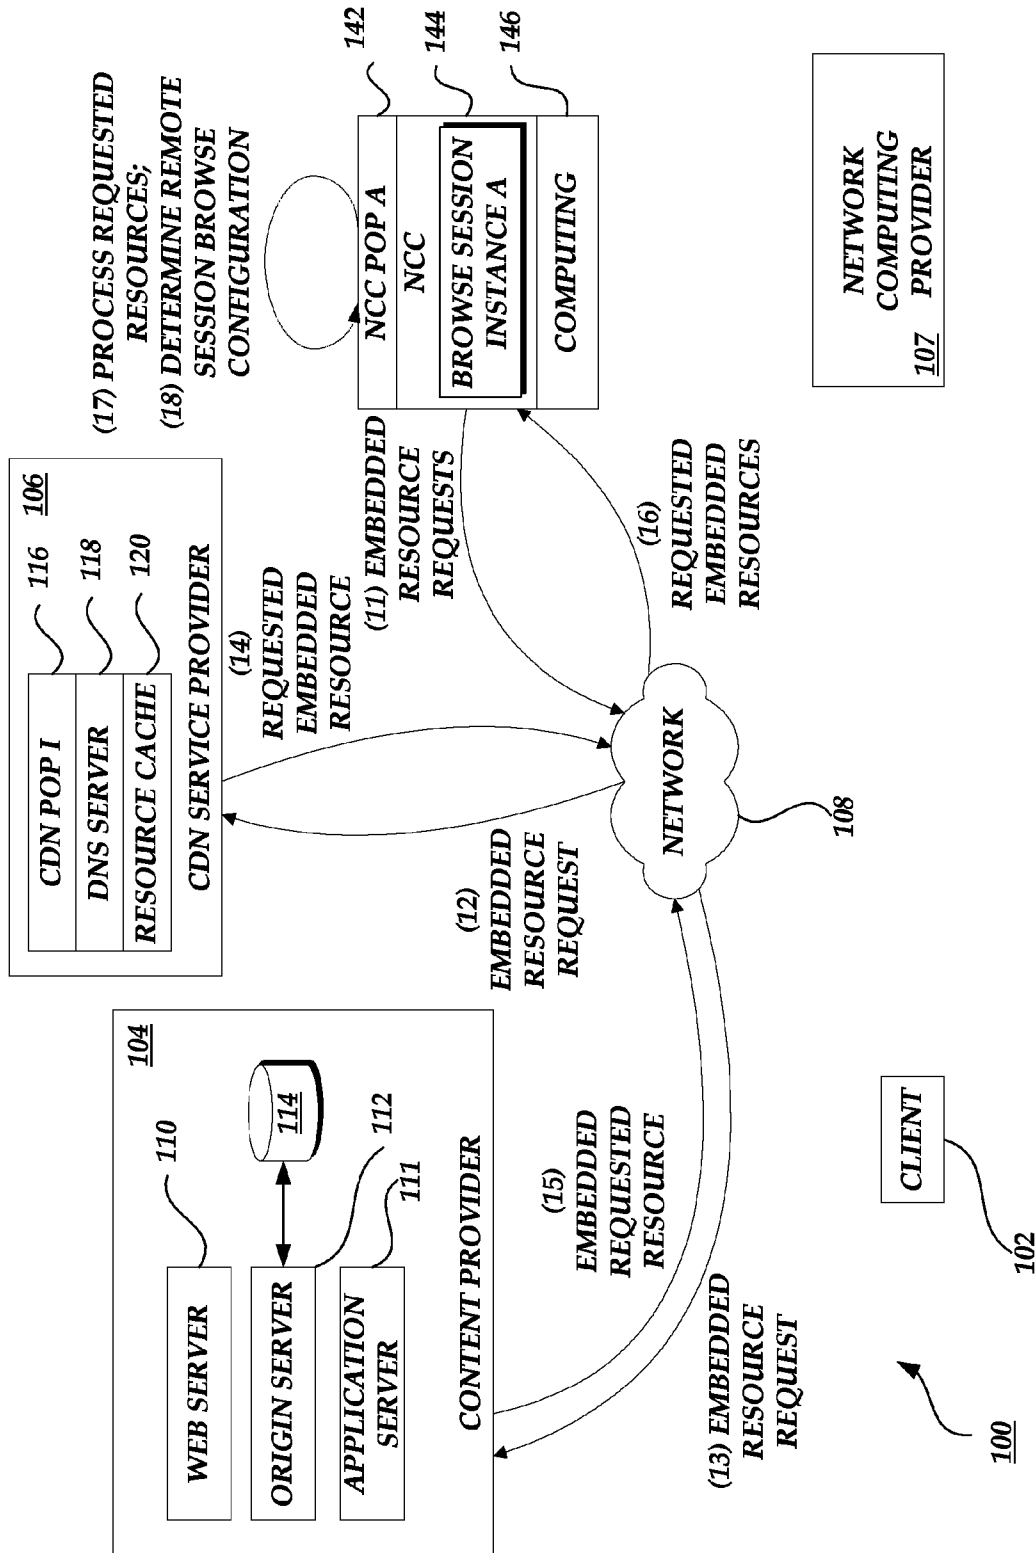 104
110
WEB SERVER
ORIGIN SERVER
114
112
APPLICATION
SERVER
111
CONTENT PROVIDER
106
CDN POP I
116
DNS SERVER
118
RESOURCE CACHE
120
CDN SERVICE PROVIDER
(17) PROCESS REQUESTED
RESOURCES;
(18) DETERMINE REMOTE
SESSION BROWSE
CONFIGURATION
NCC POP A
142
NCC
BROWSE SESSION
INSTANCE A
144
COMPUTING
146
(11) EMBEDDED
RESOURCE
REQUESTS
(14)
REQUESTED
EMBEDDED
RESOURCE
(12)
EMBEDDED
RESOURCE
REQUEST
(16)
REQUESTED
EMBEDDED
RESOURCES
NETWORK
108
(15)
EMBEDDED
REQUESTED
RESOURCE
(13) EMBEDDED
RESOURCE
REQUEST
CLIENT
102
100
NETWORK
COMPUTING
PROVIDER
107